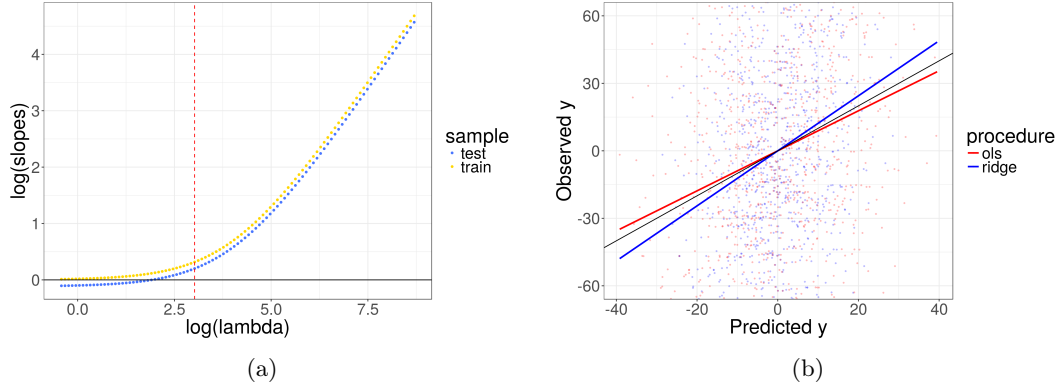 4
3
2
1
0
0.0 2.5 5.0 7.5
log(slopes)
log(lambda)
sample
test
train
(a)
60
30
0
-30
-60
-40 -20 0 20 40
Observed y
Predicted y
procedure
ols
ridge
(b)